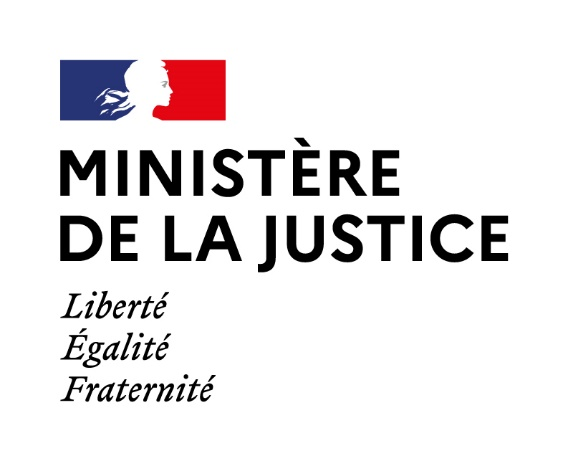 MINISTÈRE
DE LA JUSTICE
Liberté
Égalité
Fraternité